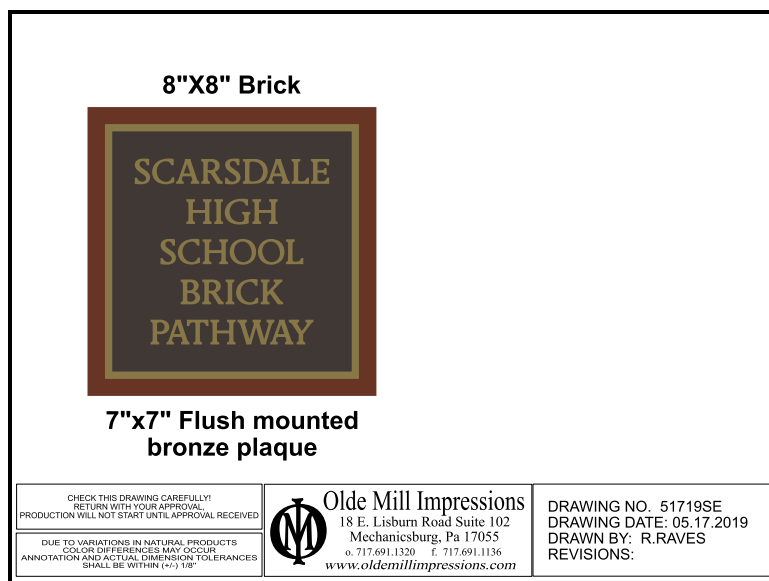 8"X8" Brick
SCARSDALE
HIGH
SCHOOL
BRICK
PATHWAY
7"x7" Flush mounted
bronze plaque
CHECK THIS DRAWING CAREFULLY!
RETURN WITH YOUR APPROVAL,
PRODUCTION WILL NOT START UNTIL APPROVAL RECEIVED
DUE TO VARIATIONS IN NATURAL PRODUCTS
COLOR DIFFERENCES MAY OCCUR
ANNOTATION AND ACTUAL DIMENSION TOLERANCES
SHALL BE WITHIN (+/-) 1/8"
Olde Mill Impressions
18 E. Lisburn Road Suite 102
Mechanicsburg, Pa 17055
o. 717.691.1320 f. 717.691.1136
www.oldemillimpressions.com
DRAWING NO. 51719SE
DRAWING DATE: 05.17.2019
DRAWN BY: R.RAVES
REVISIONS: